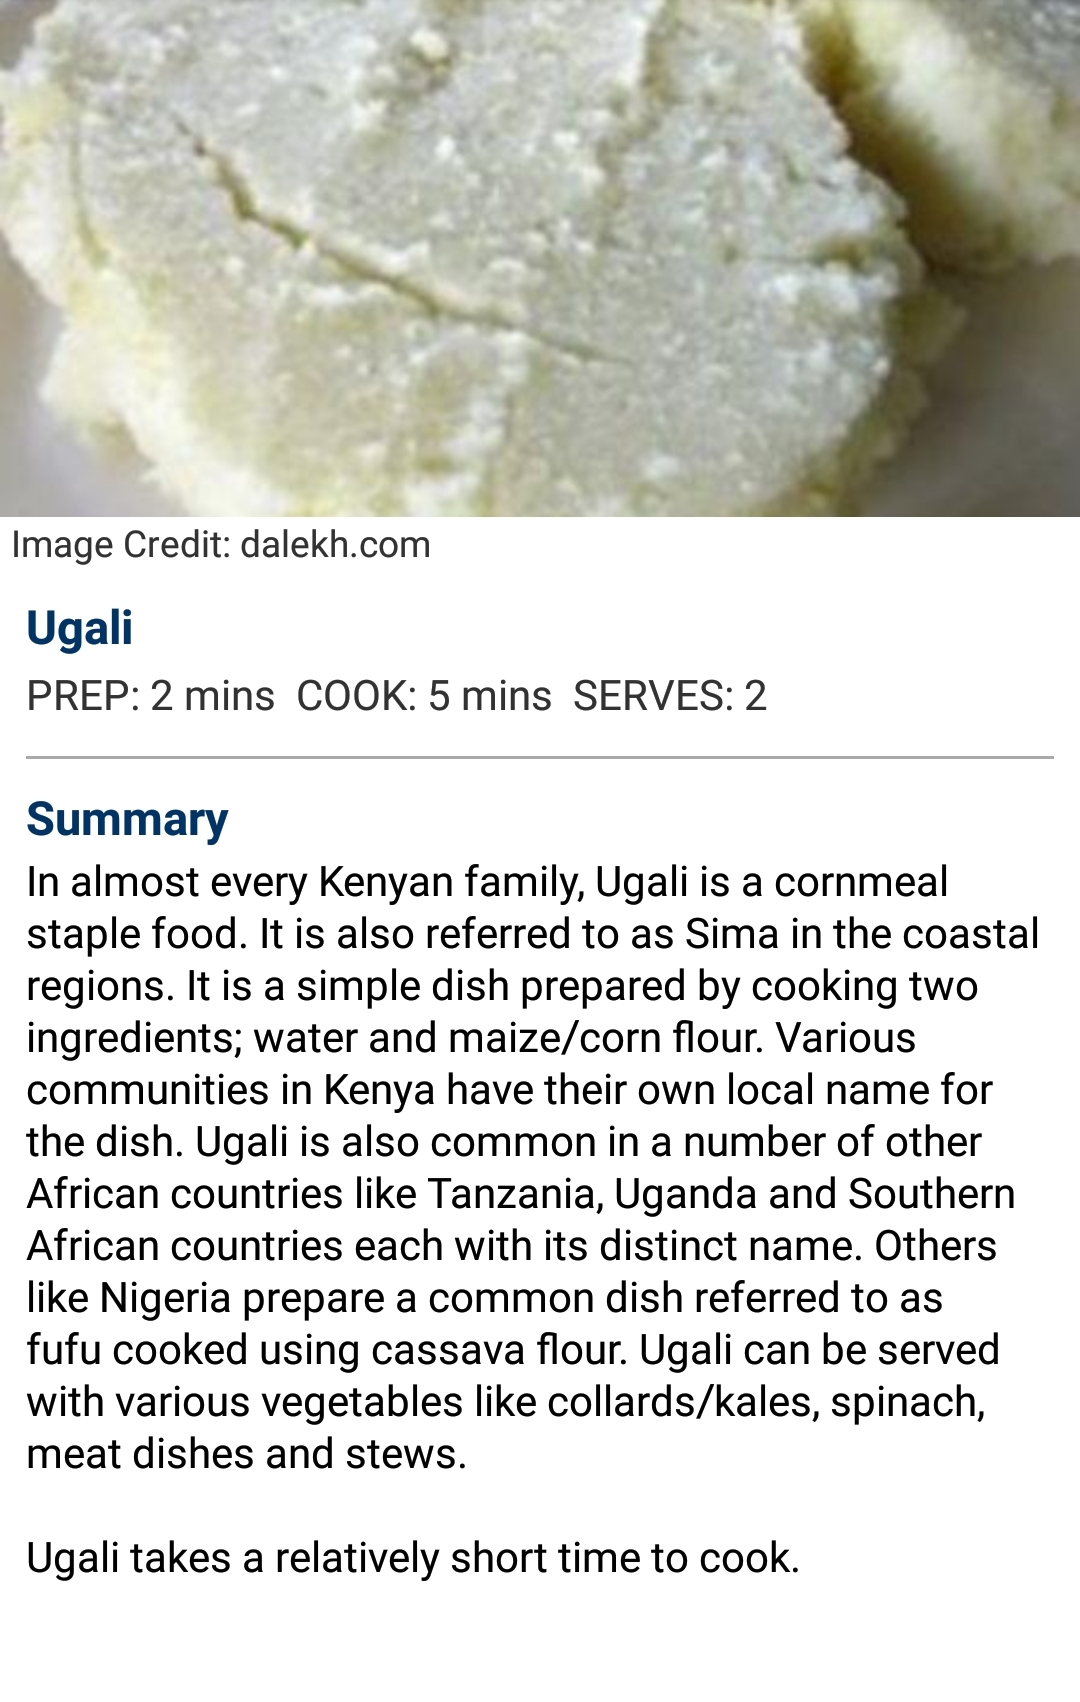 Image Credit: dalekh.com
Ugali
PREP: 2 mins  COOK: 5 mins  SERVES: 2
Summary
In almost every Kenyan family, Ugali is a cornmeal
staple food. It is also referred to as Sima in the coastal
regions. It is a simple dish prepared by cooking two
ingredients; water and maize/corn flour. Various
communities in Kenya have their own local name for
the dish. Ugali is also common in a number of other
African countries like Tanzania, Uganda and Southern
African countries each with its distinct name. Others
like Nigeria prepare a common dish referred to as
fufu cooked using cassava flour. Ugali can be served
with various vegetables like collards/kales, spinach,
meat dishes and stews.
Ugali takes a relatively short time to cook.